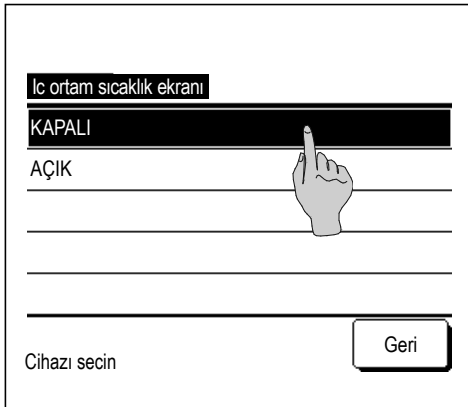 Ic ortam sıcaklık ekranı
KAPALI
AÇIK
Geri
Cihazı secin